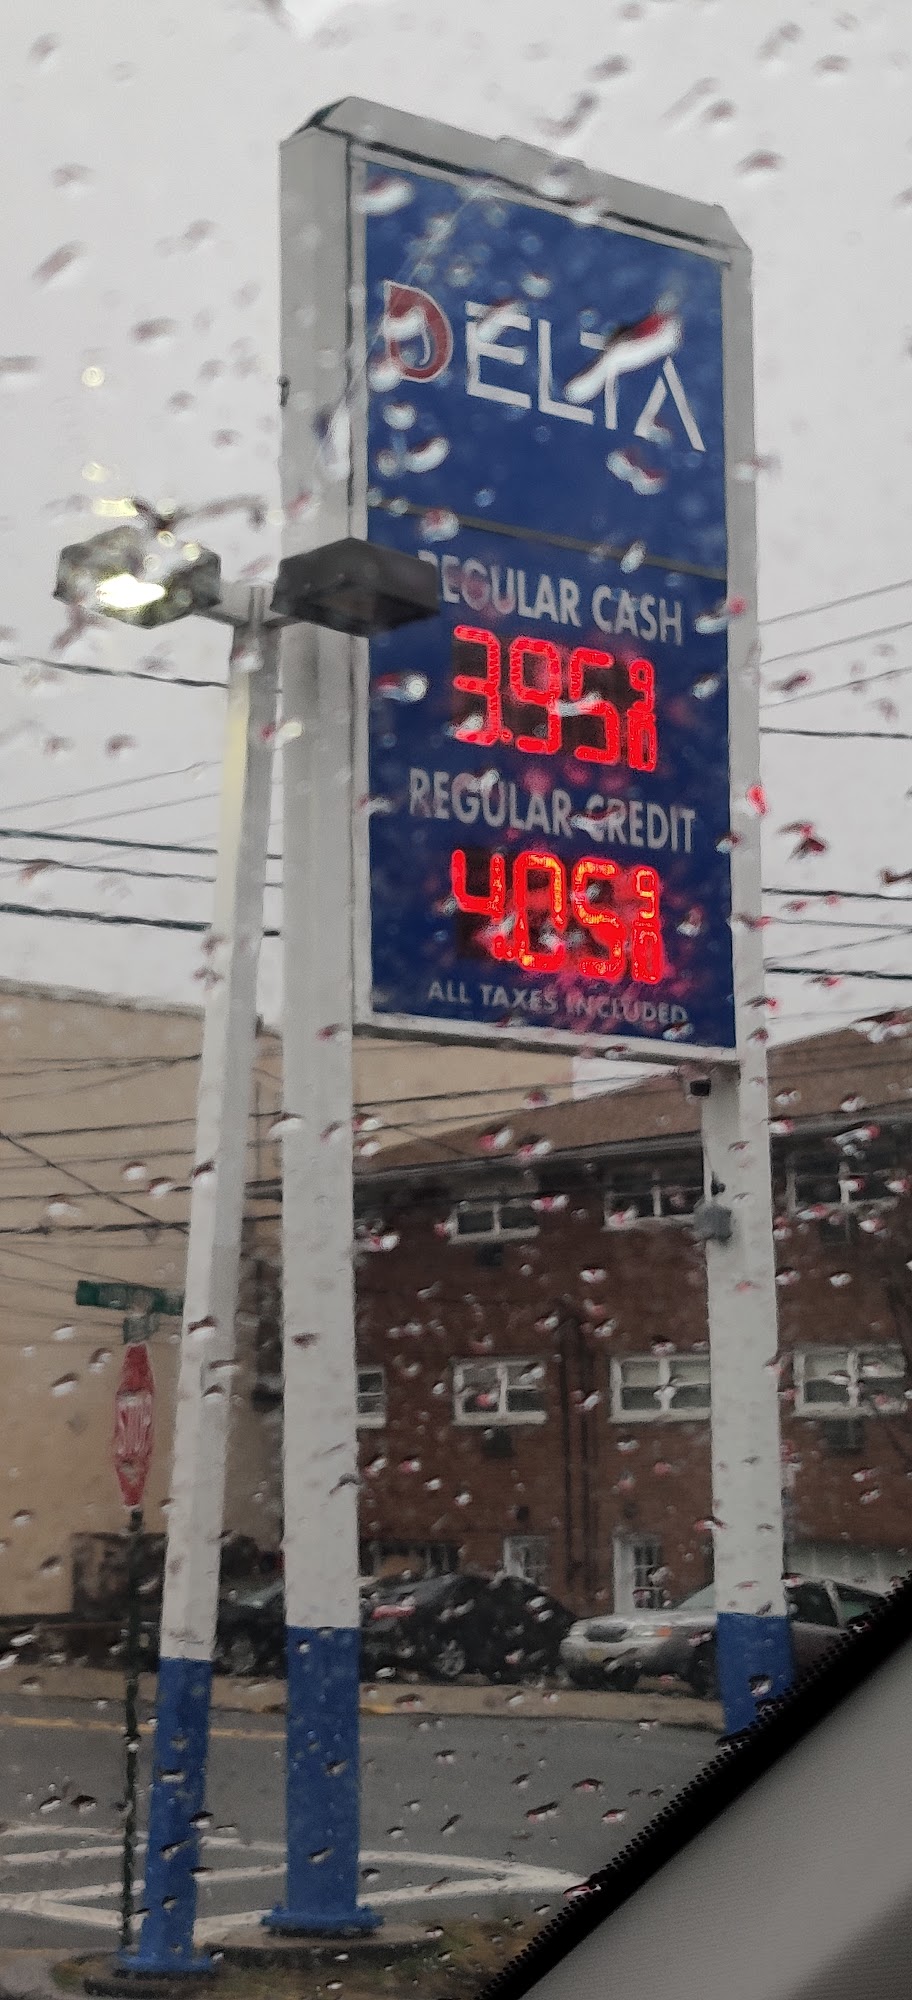 DELTA
REGULAR CASH
3.95 9/10
REGULAR CREDIT
4.05 9/10
ALL TAXES INCLUDED
STOP